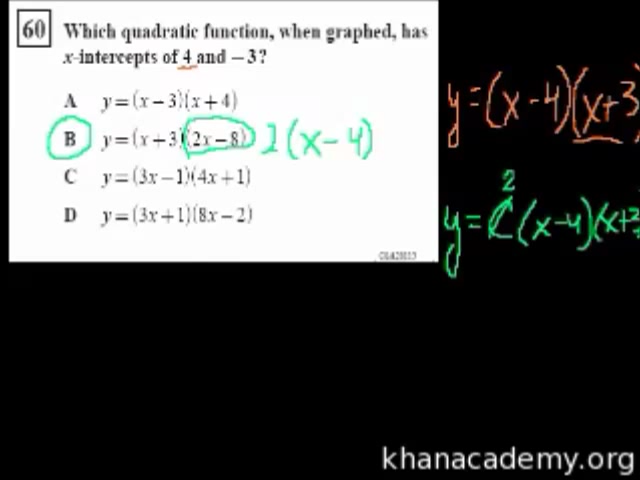 60 Which quadratic function, when graphed, has
x-intercepts of 4 and −3?
A y=(x−3)(x+4)
B y=(x+3)(2x−8) 2(x−4)
C y=(3x−1)(4x+1)
D y=(3x+1)(8x−2)
y=(x−4)(x+3)
2
y=C(x−4)(x+3
khanacademy.org